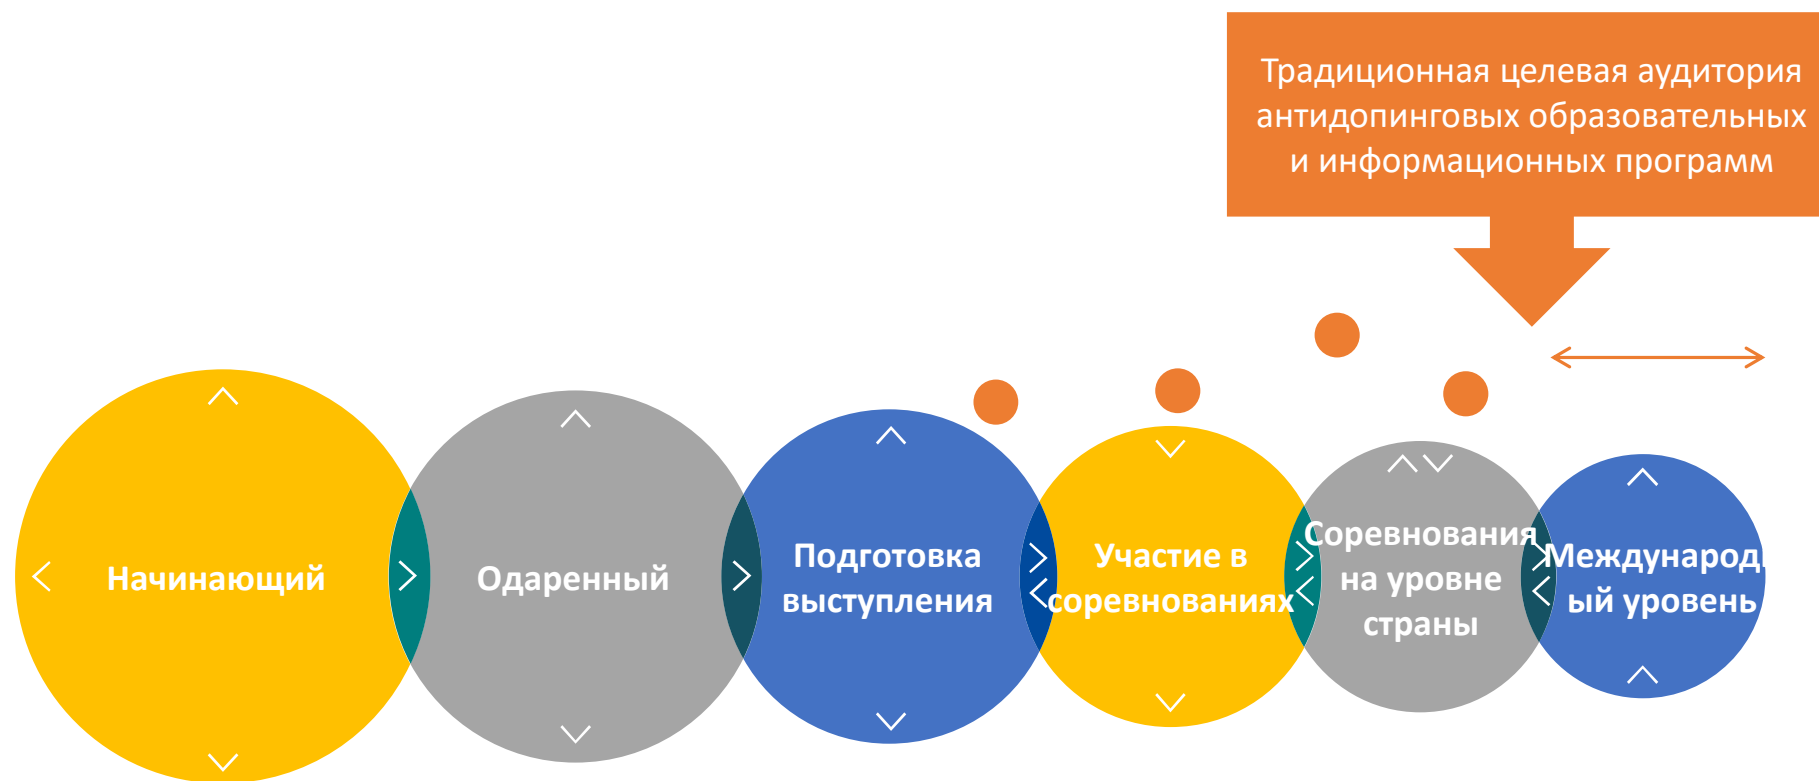 Традиционная целевая аудитория
антидопинговых образовательных
и информационных программ
Начинающий
Одаренный
Подготовка
выступления
Участие в
соревнованиях
Соревнования
на уровне
страны
Международн
ый уровень